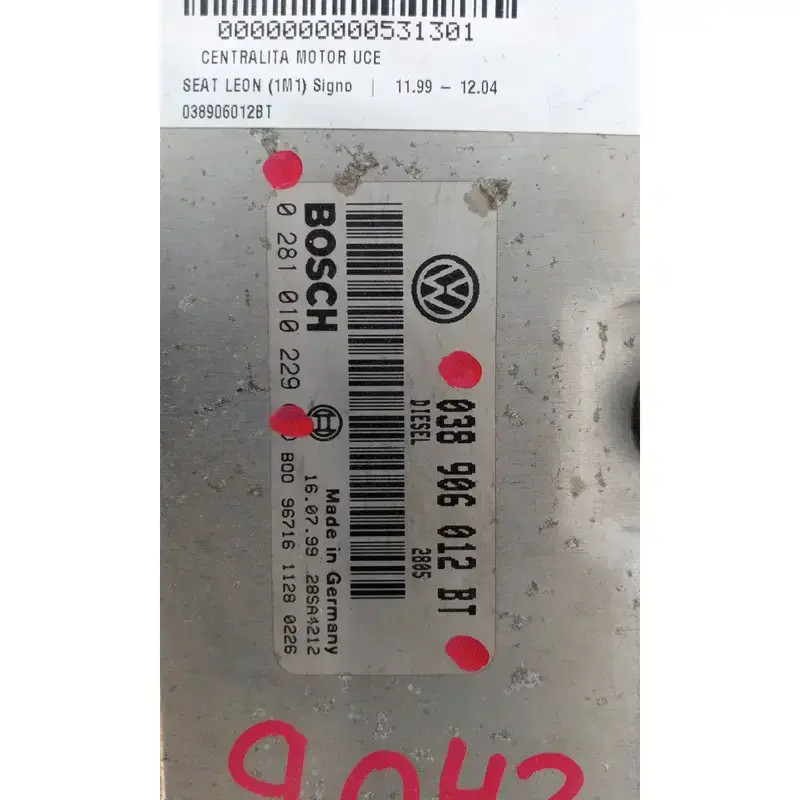 0000000000531301
CENTRALITA MOTOR UCE
SEAT LEON (1M1) Signo | 11.99 – 12.04
038906012BT
038 906 012 BT
DIESEL 2805
BOSCH
0 281 010 229
Made in Germany
16.07.99 28SA4212
BQ0 96716 1128 0226